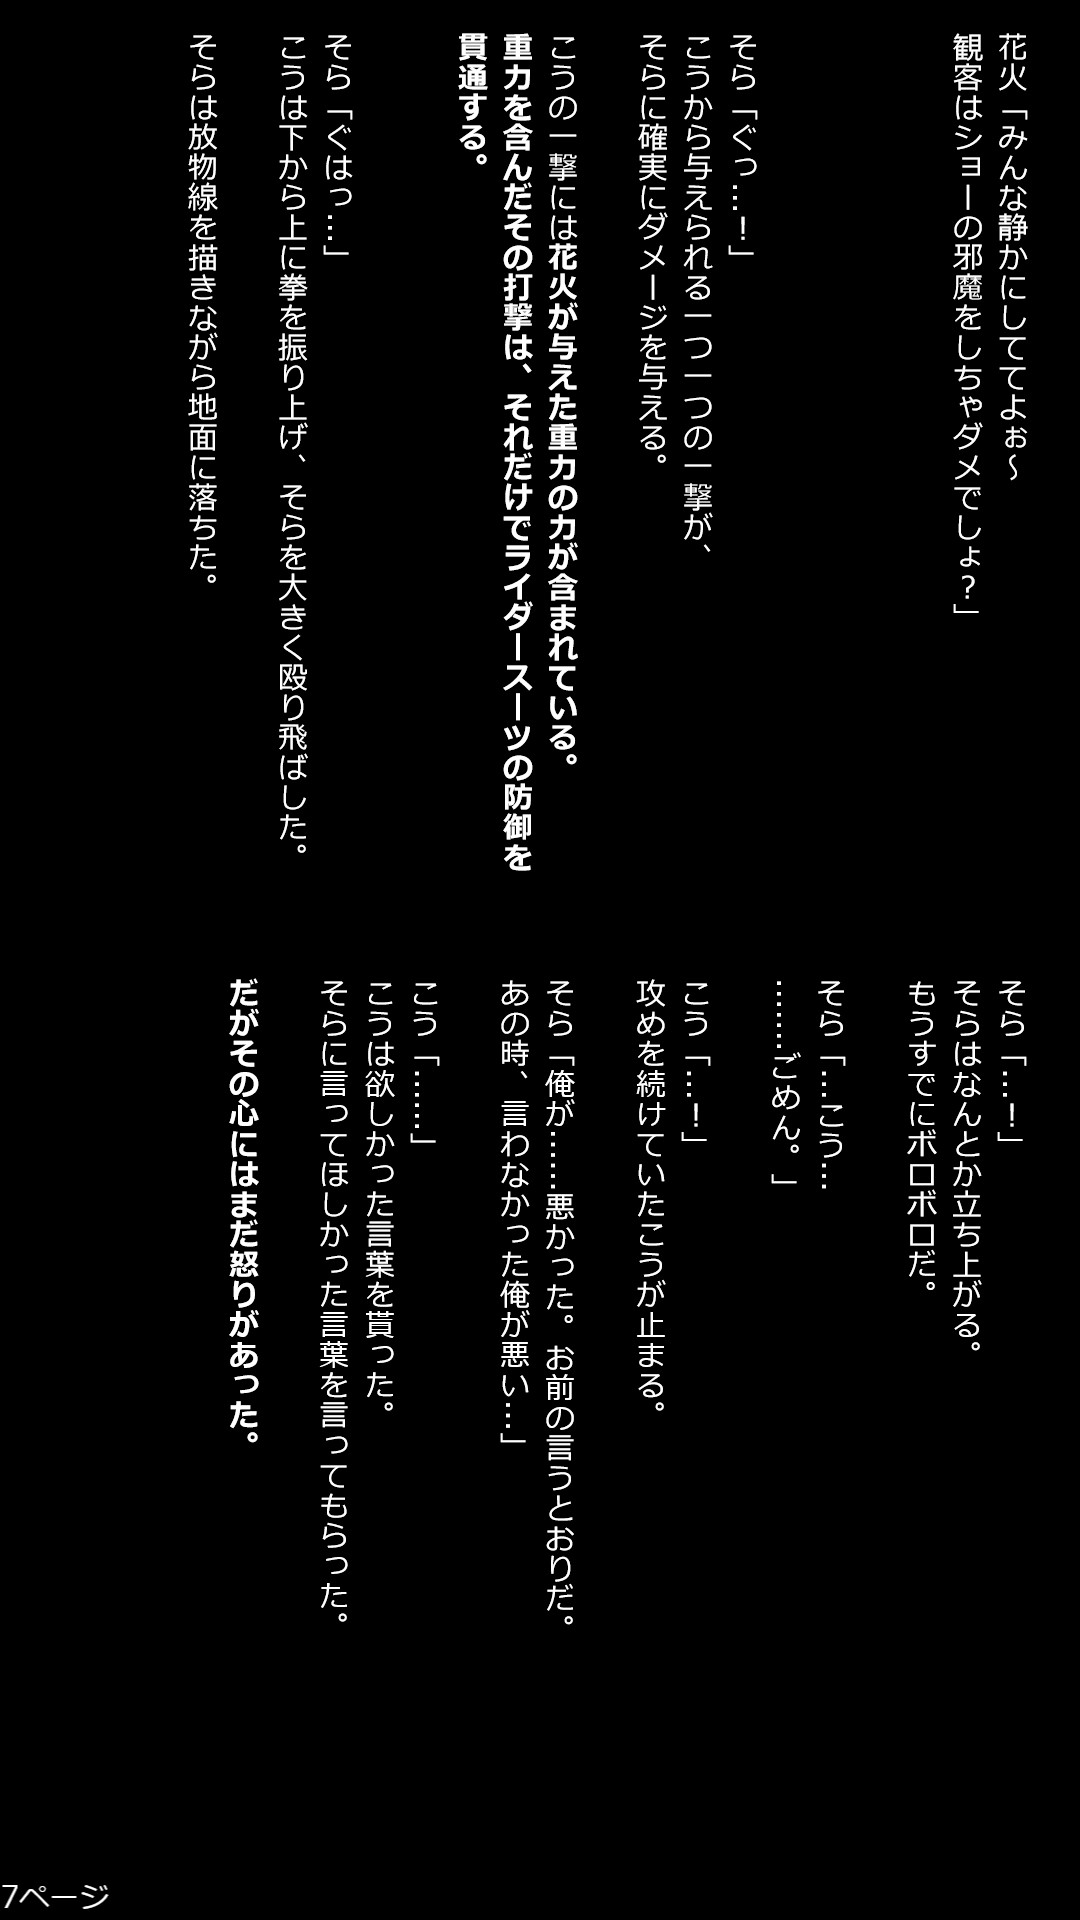 花火「みんな静かにしててよぉ〜
観客はショーの邪魔をしちゃダメでしょ?」
そら「ぐっ…！」
こうから与えられる一つ一つの一撃が、
そらに確実にダメージを与える。
こうの一撃には花火が与えた重力の力が含まれている。
重力を含んだその打撃は、それだけでライダースーツの防御を
貫通する。
そら「ぐはっ…」
こうは下から上に拳を振り上げ、そらを大きく殴り飛ばした。
そらは放物線を描きながら地面に落ちた。
そら「…！」
そらはなんとか立ち上がる。
もうすでにボロボロだ。
そら「…こう…
……ごめん。」
こう「…！」
攻めを続けていたこうが止まる。
そら「俺が……悪かった。お前の言うとおりだ。
あの時、言わなかった俺が悪い…」
こう「……」
こうは欲しかった言葉を貰った。
そらに言ってほしかった言葉を言ってもらった。
だがその心にはまだ怒りがあった。
7ページ